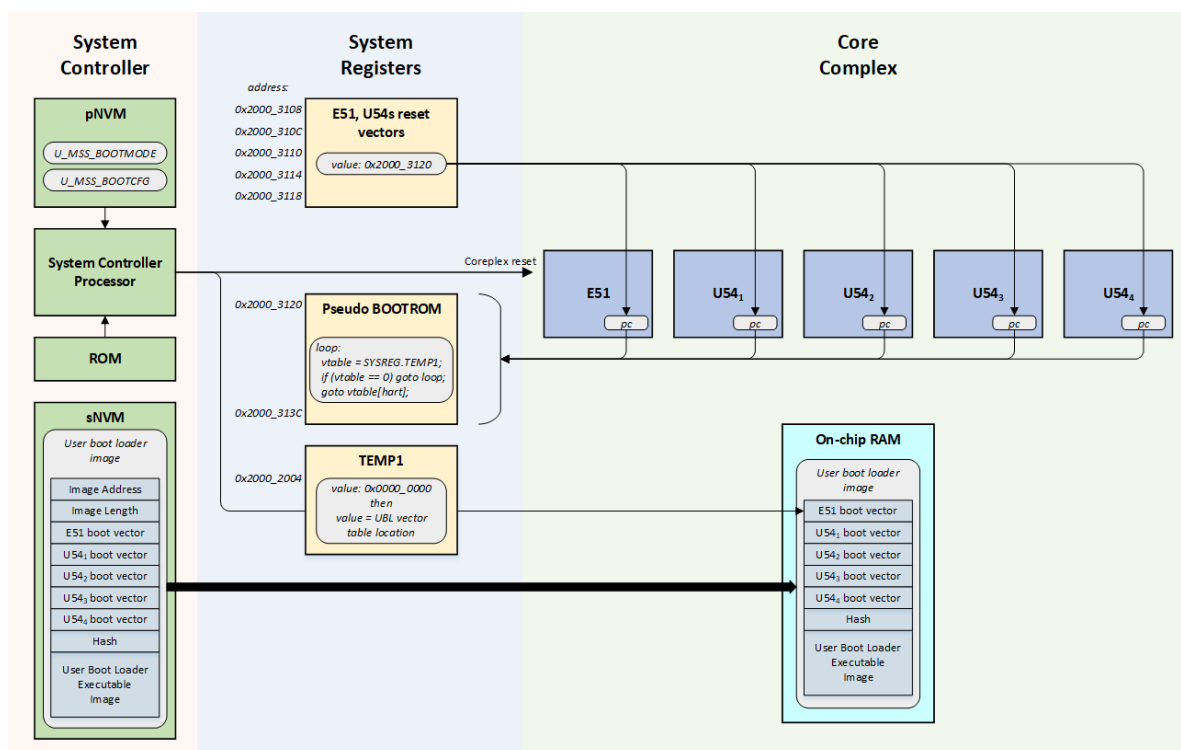 System
Controller
pNVM
U_MSS_BOOTMODE
U_MSS_BOOTCFG
System Controller
Processor
ROM
sNVM
User boot loader
image
Image Address
Image Length
E51 boot vector
U54₁ boot vector
U54₂ boot vector
U54₃ boot vector
U54₄ boot vector
Hash
User Boot Loader
Executable
Image
System
Registers
address:
0x2000_3108
0x2000_310C
0x2000_3110
0x2000_3114
0x2000_3118
E51, U54s reset
vectors
value: 0x2000_3120
0x2000_3120
Pseudo BOOTROM
loop:
vtable = SYSREG.TEMP1;
if (vtable == 0) goto loop;
goto vtable[hart];
0x2000_313C
TEMP1
0x2000_2004
value: 0x0000_0000
then
value = UBL vector
table location
Core
Complex
Coreplex reset
E51
pc
U54₁
pc
U54₂
pc
U54₃
pc
U54₄
pc
On-chip RAM
User boot loader
image
E51 boot vector
U54₁ boot vector
U54₂ boot vector
U54₃ boot vector
U54₄ boot vector
Hash
User Boot Loader
Executable
Image